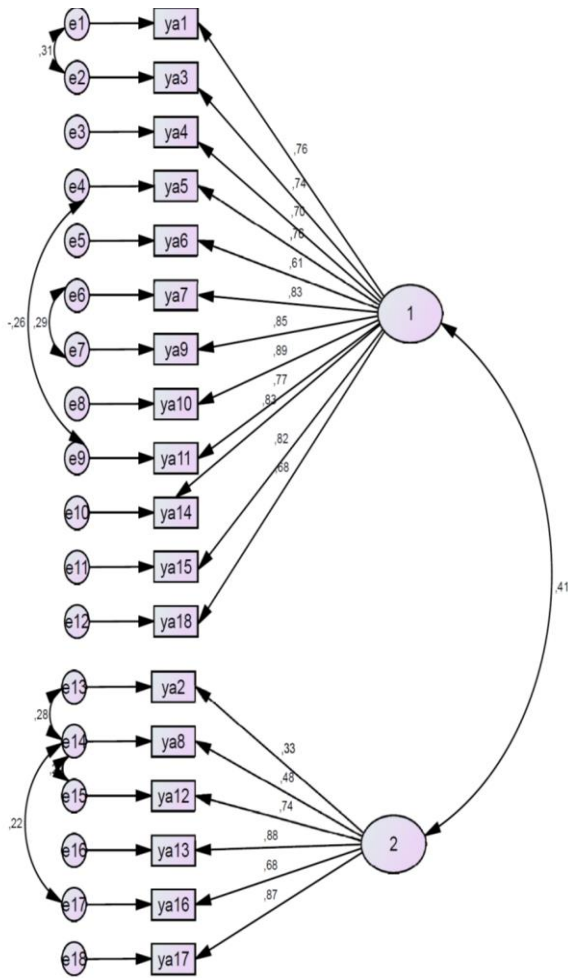 e1 ya1
,31
e2 ya3
e3 ya4
,76
e4 ya5
,74
,70
,76
e5 ya6
,61
e6 ya7
,83
1
-,26 ,29
,85
e7 ya9
,89
e8 ya10
,77
,83
e9 ya11
,82
,68
e10 ya14
e11 ya15
,41
e12 ya18
e13 ya2
,28
e14 ya8
,33
,48
e15 ya12
,74
,22
e16 ya13
,88
2
,68
e17 ya16
,87
e18 ya17